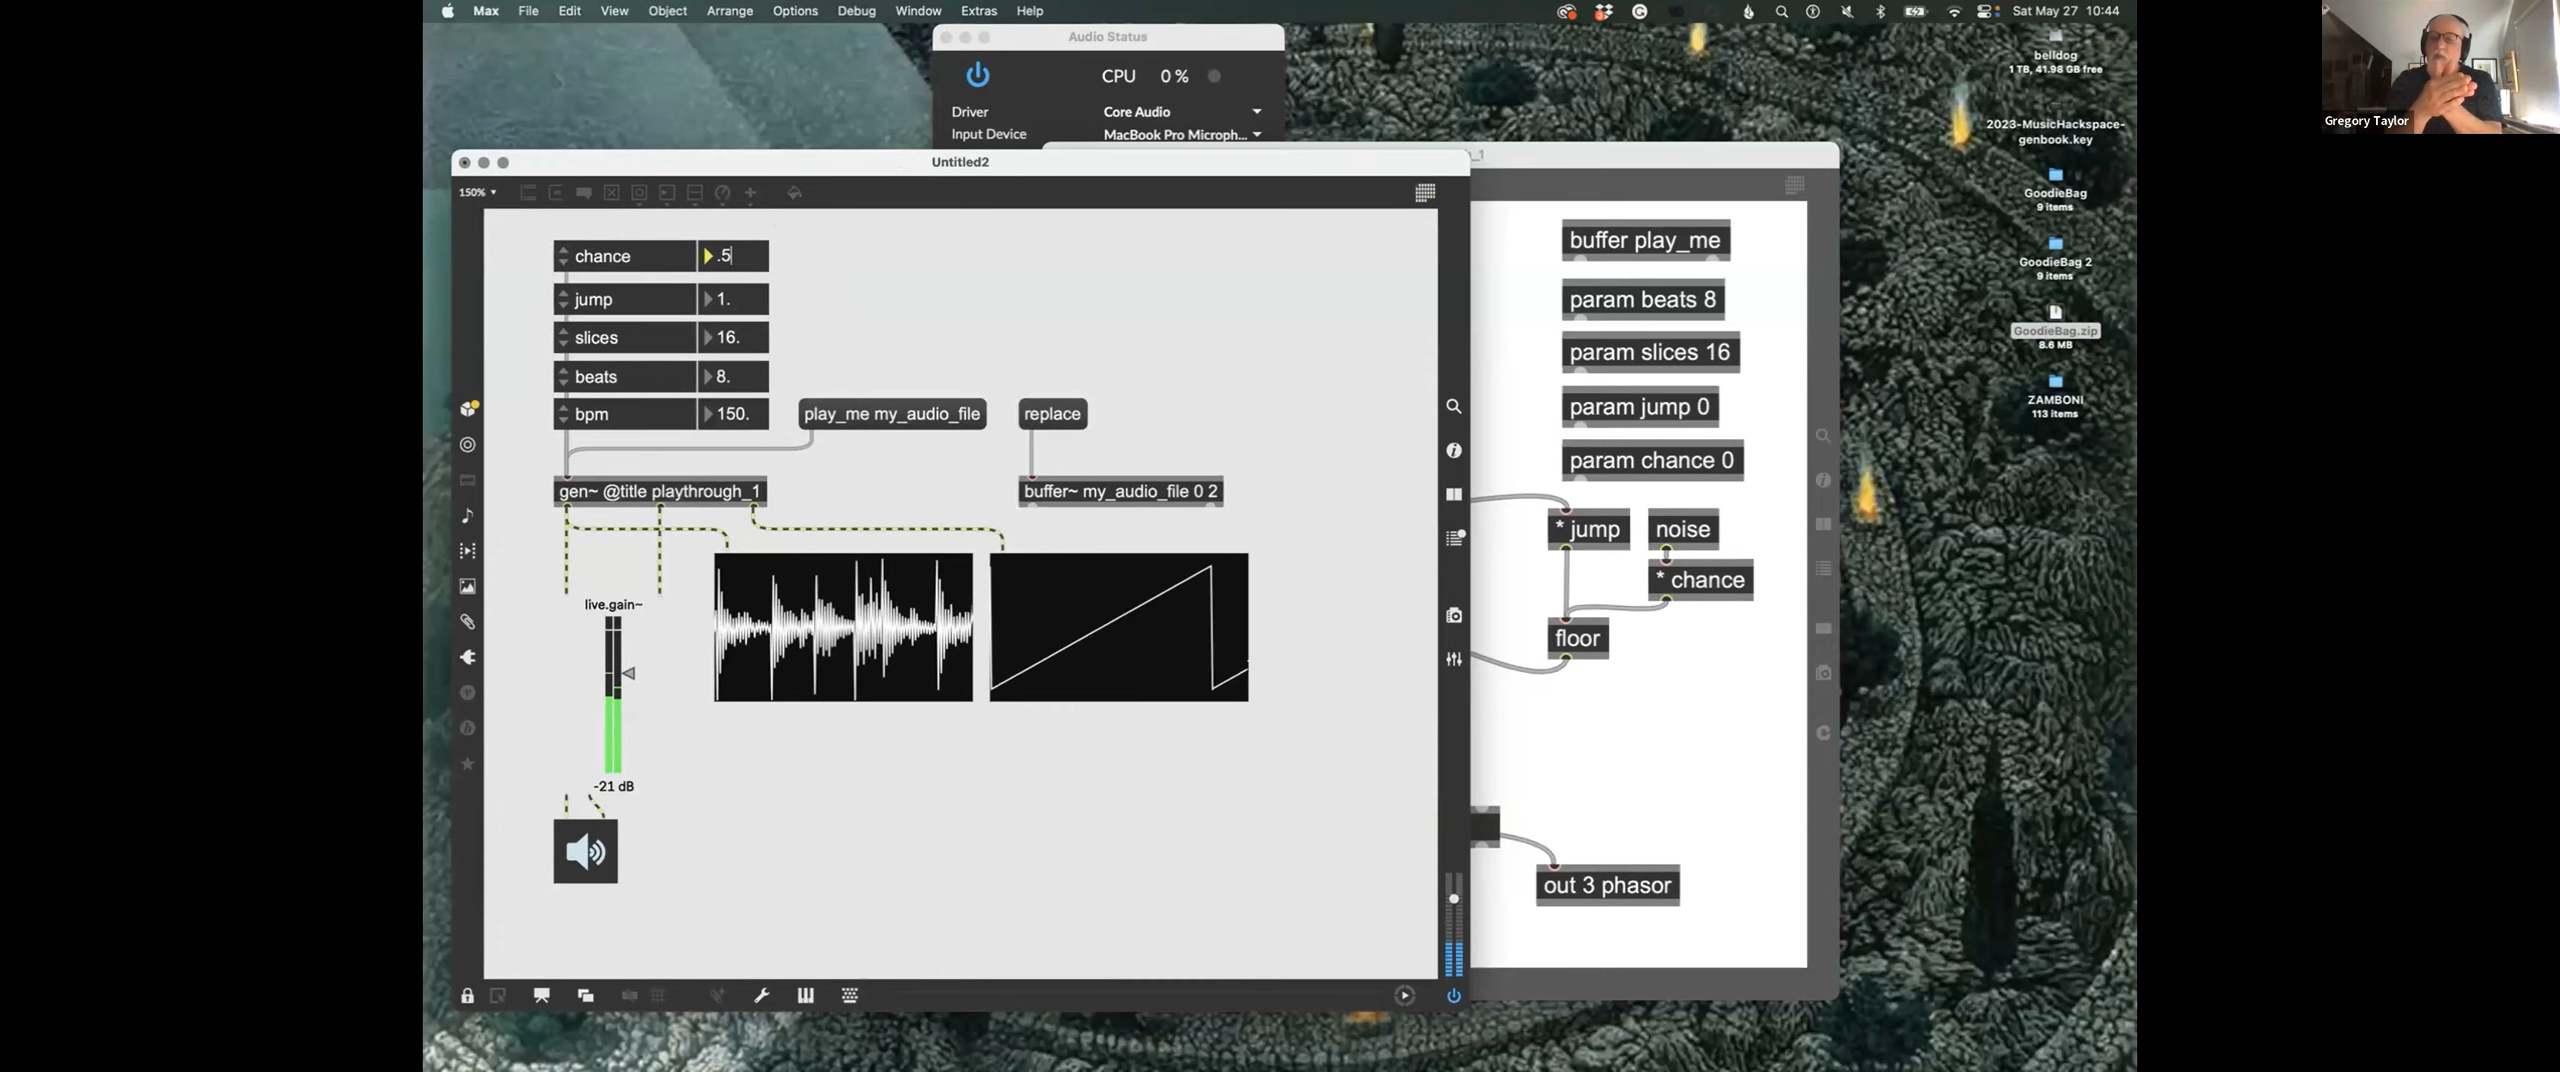 Max File Edit View Object Arrange Options Debug Window Extras Help
Sat May 27 10:44
Gregory Taylor
Audio Status
CPU 0 %
Driver Core Audio
Input Device MacBook Pro Microph...
belldog
1 TB, 41.98 GB free
2023-MusicHackspace-
genbook.key
GoodieBag
9 items
GoodieBag 2
9 items
GoodieBag.zip
8.6 MB
ZAMBONI
113 items
Untitled2
_1
150%
chance .5
jump 1.
slices 16.
beats 8.
bpm 150.
play_me my_audio_file
replace
gen~ @title playthrough_1
buffer~ my_audio_file 0 2
live.gain~
-21 dB
buffer play_me
param beats 8
param slices 16
param jump 0
param chance 0
* jump
noise
* chance
floor
out 3 phasor